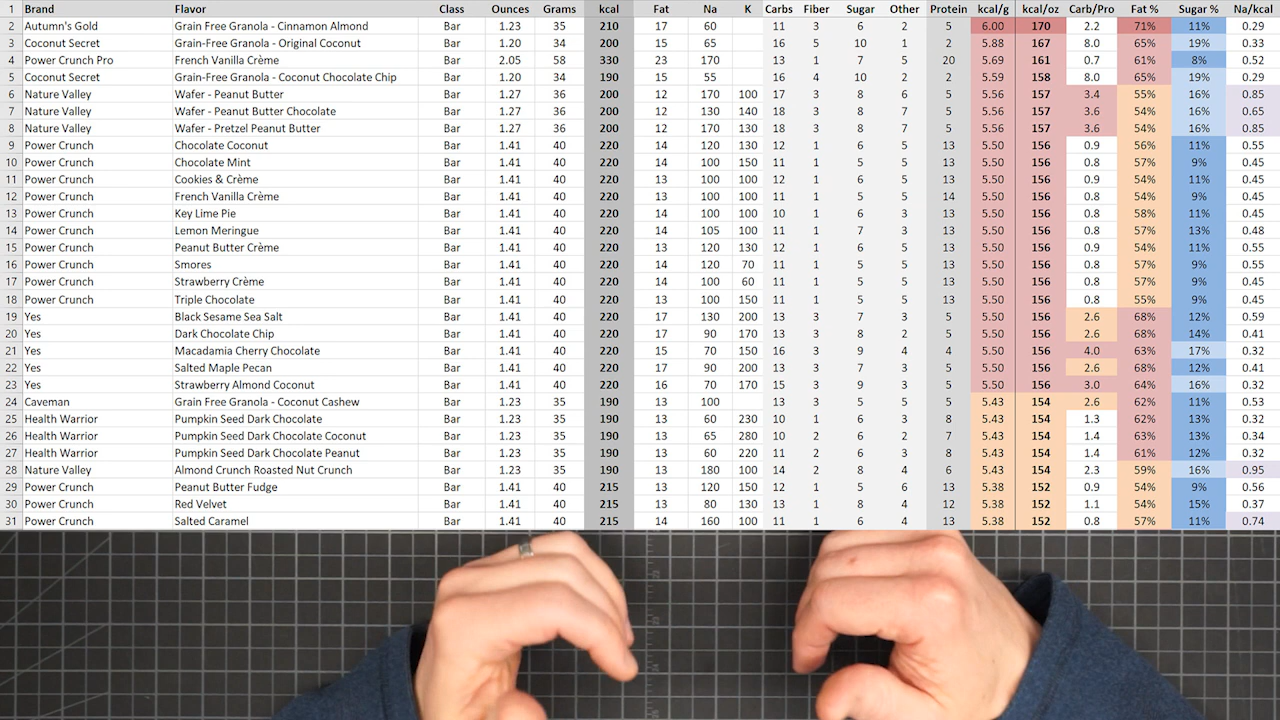 1 Brand Flavor Class Ounces Grams kcal Fat Na K Carbs Fiber Sugar Other Protein kcal/g kcal/oz Carb/Pro Fat % Sugar % Na/kcal
2 Autumn's Gold Grain Free Granola - Cinnamon Almond Bar 1.23 35 210 17 60 11 3 6 2 5 6.00 170 2.2 71% 11% 0.29
3 Coconut Secret Grain-Free Granola - Original Coconut Bar 1.20 34 200 15 65 16 5 10 1 2 5.88 167 8.0 65% 19% 0.33
4 Power Crunch Pro French Vanilla Crème Bar 2.05 58 330 23 170 13 1 7 5 20 5.69 161 0.7 61% 8% 0.52
5 Coconut Secret Grain-Free Granola - Coconut Chocolate Chip Bar 1.20 34 190 15 55 16 4 10 2 2 5.59 158 8.0 65% 19% 0.29
6 Nature Valley Wafer - Peanut Butter Bar 1.27 36 200 12 170 100 17 3 8 6 5 5.56 157 3.4 55% 16% 0.85
7 Nature Valley Wafer - Peanut Butter Chocolate Bar 1.27 36 200 12 130 140 18 3 8 7 5 5.56 157 3.6 54% 16% 0.65
8 Nature Valley Wafer - Pretzel Peanut Butter Bar 1.27 36 200 12 170 130 18 3 8 7 5 5.56 157 3.6 54% 16% 0.85
9 Power Crunch Chocolate Coconut Bar 1.41 40 220 14 120 130 12 1 6 5 13 5.50 156 0.9 56% 11% 0.55
10 Power Crunch Chocolate Mint Bar 1.41 40 220 14 100 150 11 1 5 5 13 5.50 156 0.8 57% 9% 0.45
11 Power Crunch Cookies & Crème Bar 1.41 40 220 13 100 130 12 1 6 5 13 5.50 156 0.9 54% 11% 0.45
12 Power Crunch French Vanilla Crème Bar 1.41 40 220 13 100 100 12 1 5 5 14 5.50 156 0.8 54% 9% 0.45
13 Power Crunch Key Lime Pie Bar 1.41 40 220 14 100 100 10 1 6 3 13 5.50 156 0.8 58% 11% 0.45
14 Power Crunch Lemon Meringue Bar 1.41 40 220 14 105 100 11 1 7 3 13 5.50 156 0.8 57% 13% 0.48
15 Power Crunch Peanut Butter Crème Bar 1.41 40 220 13 120 130 12 1 6 5 13 5.50 156 0.9 54% 11% 0.55
16 Power Crunch Smores Bar 1.41 40 220 14 120 70 11 1 5 5 13 5.50 156 0.8 57% 9% 0.55
17 Power Crunch Strawberry Crème Bar 1.41 40 220 14 100 60 11 1 5 5 13 5.50 156 0.8 57% 9% 0.45
18 Power Crunch Triple Chocolate Bar 1.41 40 220 13 100 150 11 1 5 5 13 5.50 156 0.8 55% 9% 0.45
19 Yes Black Sesame Sea Salt Bar 1.41 40 220 17 130 200 13 3 7 3 5 5.50 156 2.6 68% 12% 0.59
20 Yes Dark Chocolate Chip Bar 1.41 40 220 17 90 170 13 3 8 2 5 5.50 156 2.6 68% 14% 0.41
21 Yes Macadamia Cherry Chocolate Bar 1.41 40 220 15 70 150 16 3 9 4 4 5.50 156 4.0 63% 17% 0.32
22 Yes Salted Maple Pecan Bar 1.41 40 220 17 90 200 13 3 7 3 5 5.50 156 2.6 68% 12% 0.41
23 Yes Strawberry Almond Coconut Bar 1.41 40 220 16 70 170 15 3 9 3 5 5.50 156 3.0 64% 16% 0.32
24 Caveman Grain Free Granola - Coconut Cashew Bar 1.23 35 190 13 100 13 3 5 5 5 5.43 154 2.6 62% 11% 0.53
25 Health Warrior Pumpkin Seed Dark Chocolate Bar 1.23 35 190 13 60 230 10 1 6 3 8 5.43 154 1.3 62% 13% 0.32
26 Health Warrior Pumpkin Seed Dark Chocolate Coconut Bar 1.23 35 190 13 65 280 10 2 6 2 7 5.43 154 1.4 63% 13% 0.34
27 Health Warrior Pumpkin Seed Dark Chocolate Peanut Bar 1.23 35 190 13 60 220 11 2 6 3 8 5.43 154 1.4 61% 12% 0.32
28 Nature Valley Almond Crunch Roasted Nut Crunch Bar 1.23 35 190 13 180 100 14 2 8 4 6 5.43 154 2.3 59% 16% 0.95
29 Power Crunch Peanut Butter Fudge Bar 1.41 40 215 13 120 150 12 1 5 6 13 5.38 152 0.9 54% 9% 0.56
30 Power Crunch Red Velvet Bar 1.41 40 215 13 80 130 13 1 8 4 12 5.38 152 1.1 54% 15% 0.37
31 Power Crunch Salted Caramel Bar 1.41 40 215 14 160 100 11 1 6 4 13 5.38 152 0.8 57% 11% 0.74